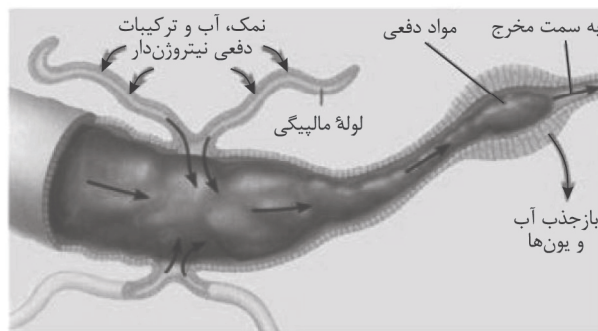 نمک، آب و ترکیبات
دفعی نیتروژن‌دار
مواد دفعی
به سمت مخرج
لولهٔ مالپیگی
بازجذب آب
و یون‌ها